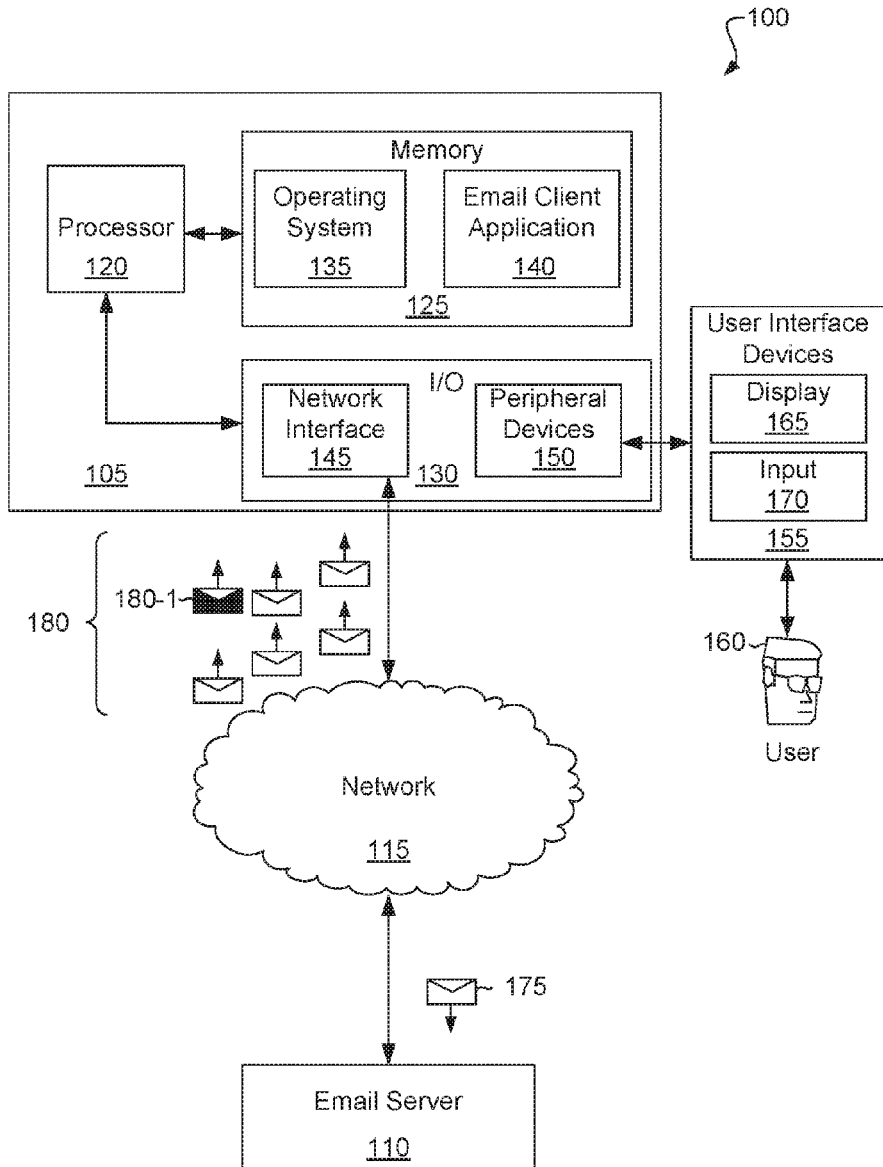 100
Memory
Operating
System
135
Email Client
Application
140
125
Processor
120
I/O
Network
Interface
145
Peripheral
Devices
150
130
105
User Interface
Devices
Display
165
Input
170
155
180
180-1
160
User
Network
115
175
Email Server
110